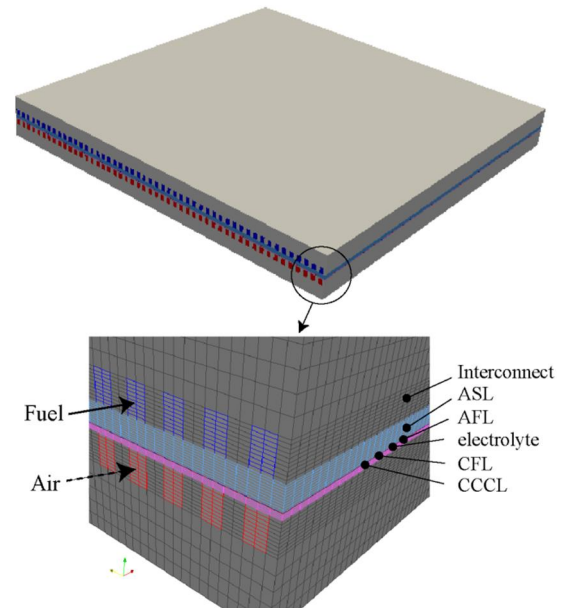 Interconnect
ASL
AFL
electrolyte
CFL
CCCL
Fuel
Air